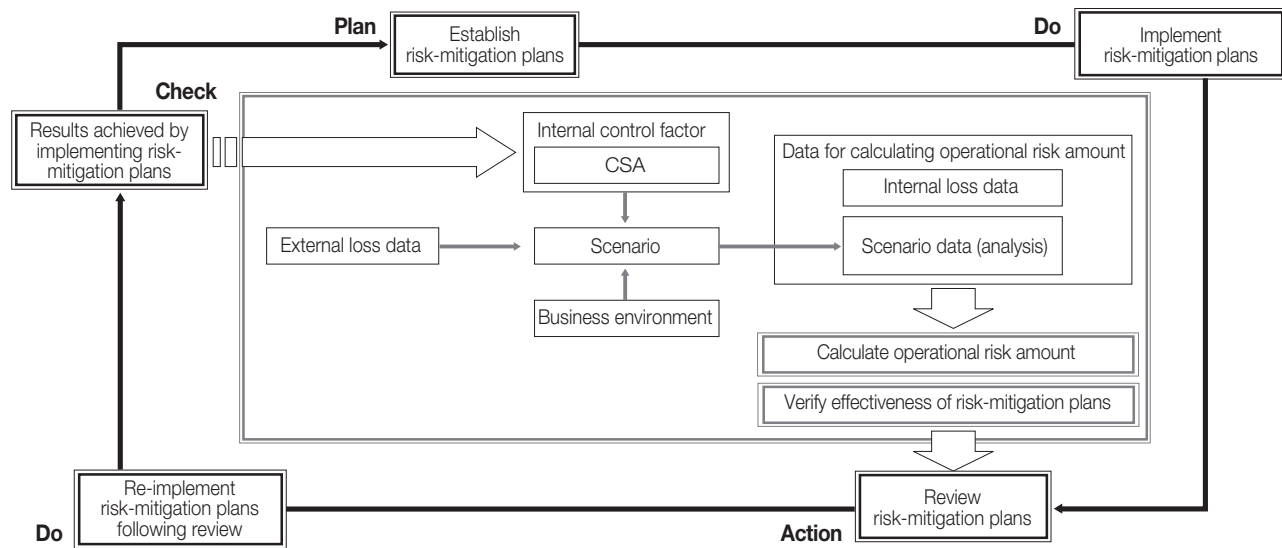 Plan
Establish
risk-mitigation plans
Do
Implement
risk-mitigation plans
Check
Results achieved by
implementing risk-
mitigation plans
Internal control factor
CSA
Data for calculating operational risk amount
Internal loss data
External loss data
Scenario
Scenario data (analysis)
Business environment
Calculate operational risk amount
Verify effectiveness of risk-mitigation plans
Re-implement
risk-mitigation plans
following review
Do
Review
risk-mitigation plans
Action